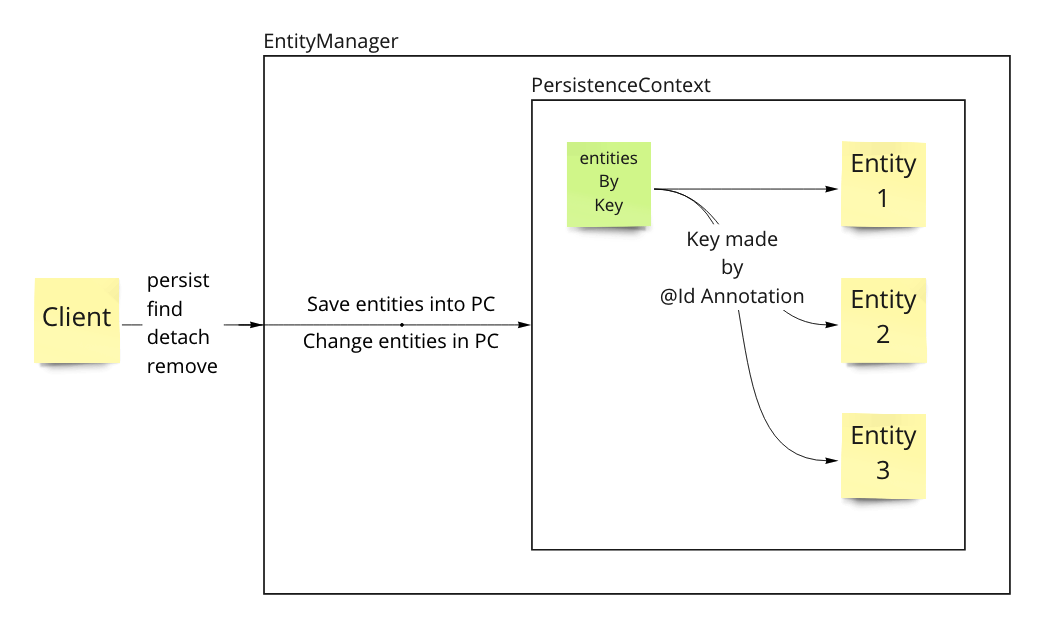 EntityManager
PersistenceContext
entities
By
Key
Entity
1
Key made
by
@Id Annotation
Client
persist
find
detach
remove
Save entities into PC
Change entities in PC
Entity
2
Entity
3